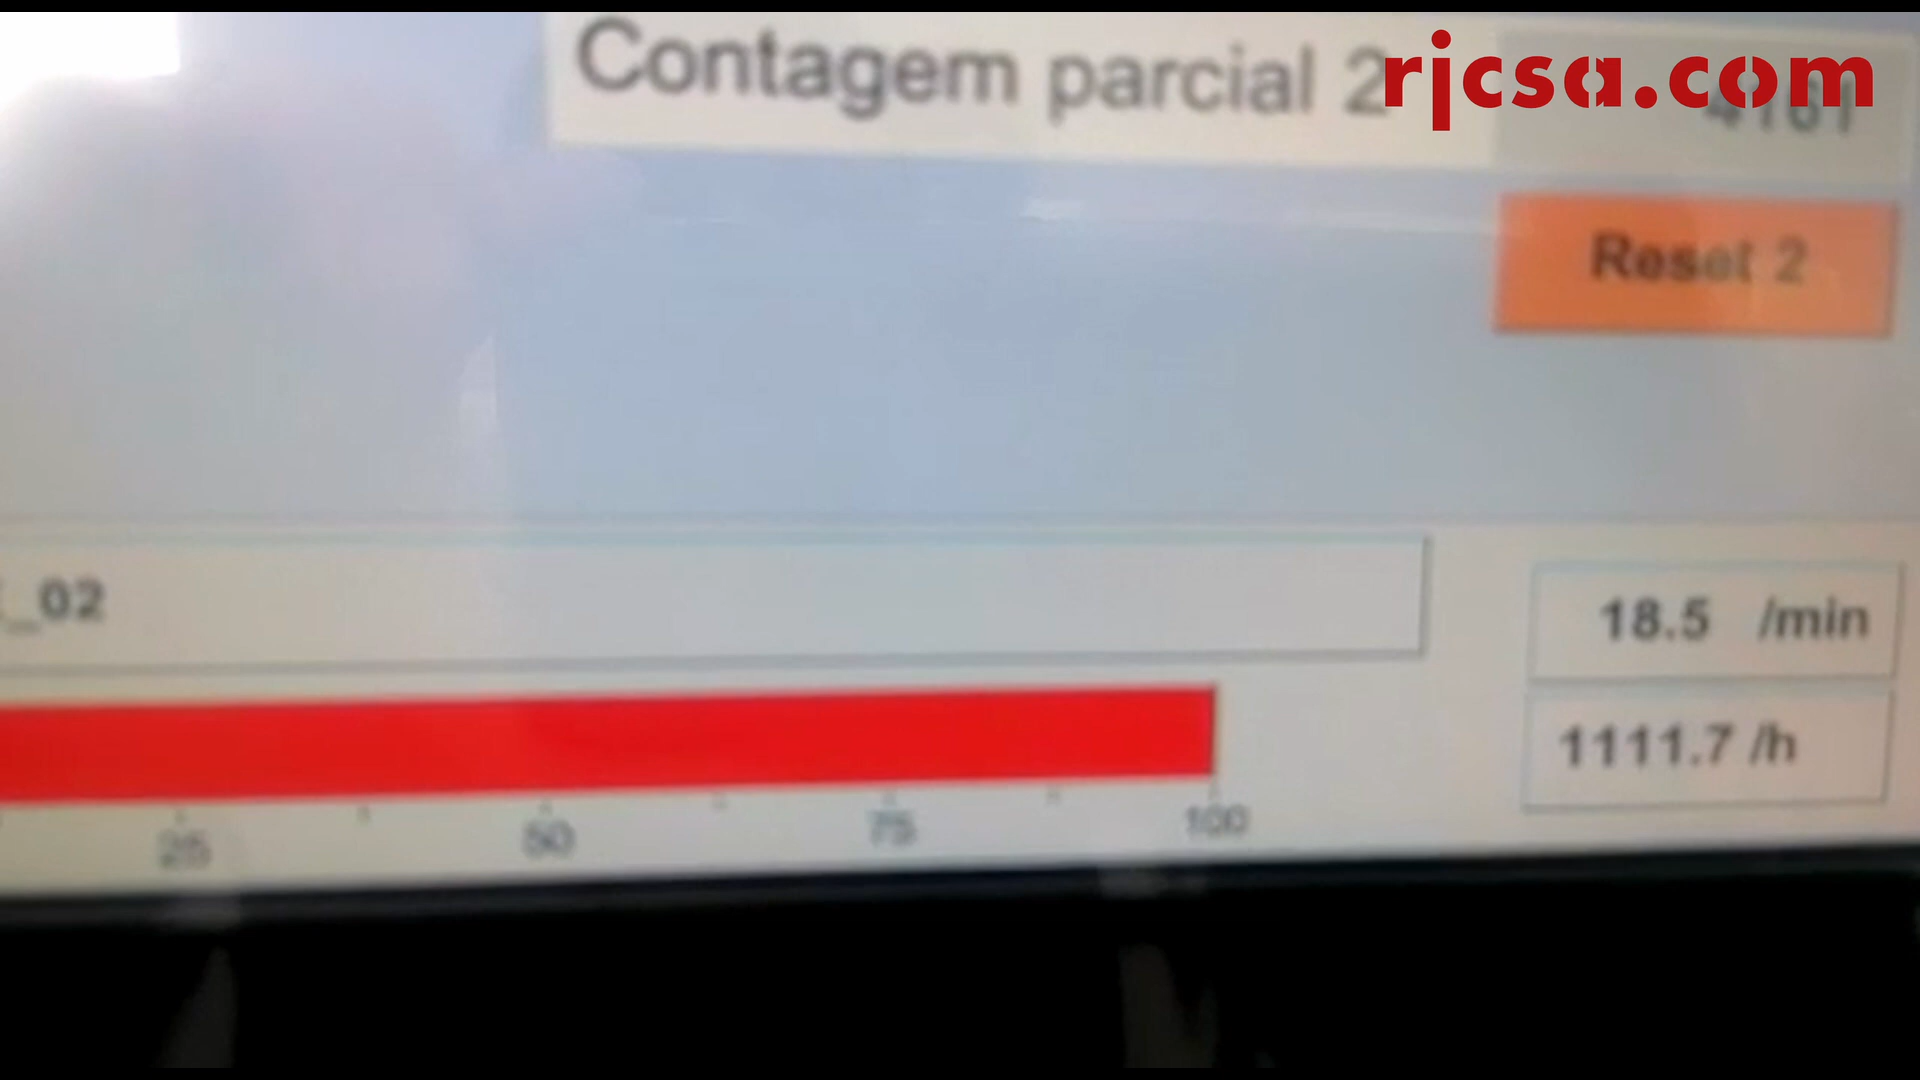 Contagem parcial 2
rjcsa.com
Reset 2
_02
18.5 /min
1111.7 /h
25 50 75 100